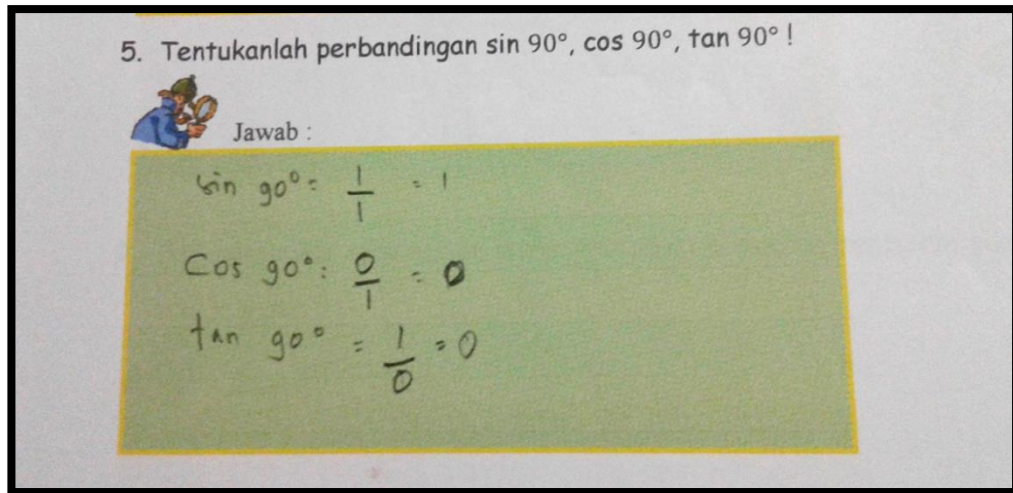 5. Tentukanlah perbandingan sin 90°, cos 90°, tan 90° !
Jawab :
sin 90° = 1/1 = 1
Cos 90° = 0/1 = 0
tan 90° = 1/0 = 0